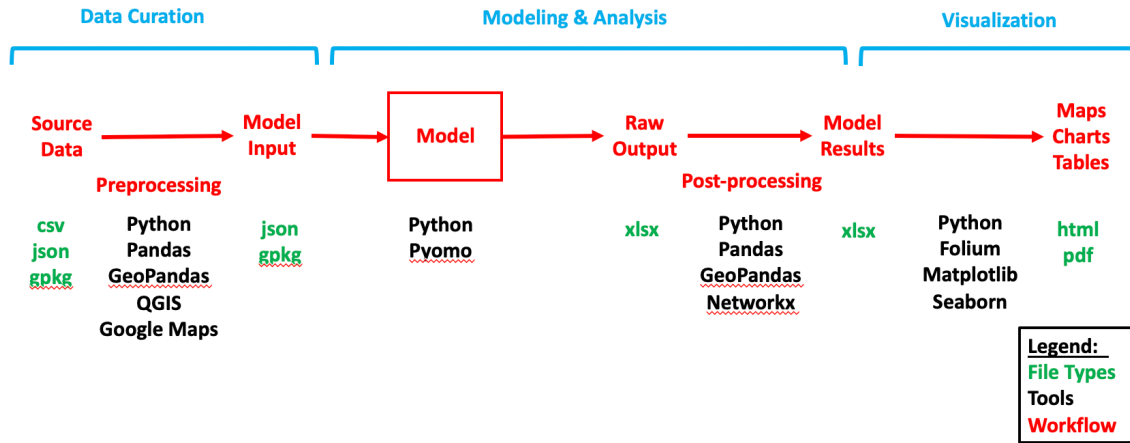 Data Curation
Modeling & Analysis
Visualization
Source
Data
Model
Input
Model
Raw
Output
Model
Results
Maps
Charts
Tables
Preprocessing
Post-processing
csv
json
gpkg
Python
Pandas
GeoPandas
QGIS
Google Maps
json
gpkg
Python
Pyomo
xlsx
Python
Pandas
GeoPandas
Networkx
xlsx
Python
Folium
Matplotlib
Seaborn
html
pdf
Legend:
File Types
Tools
Workflow